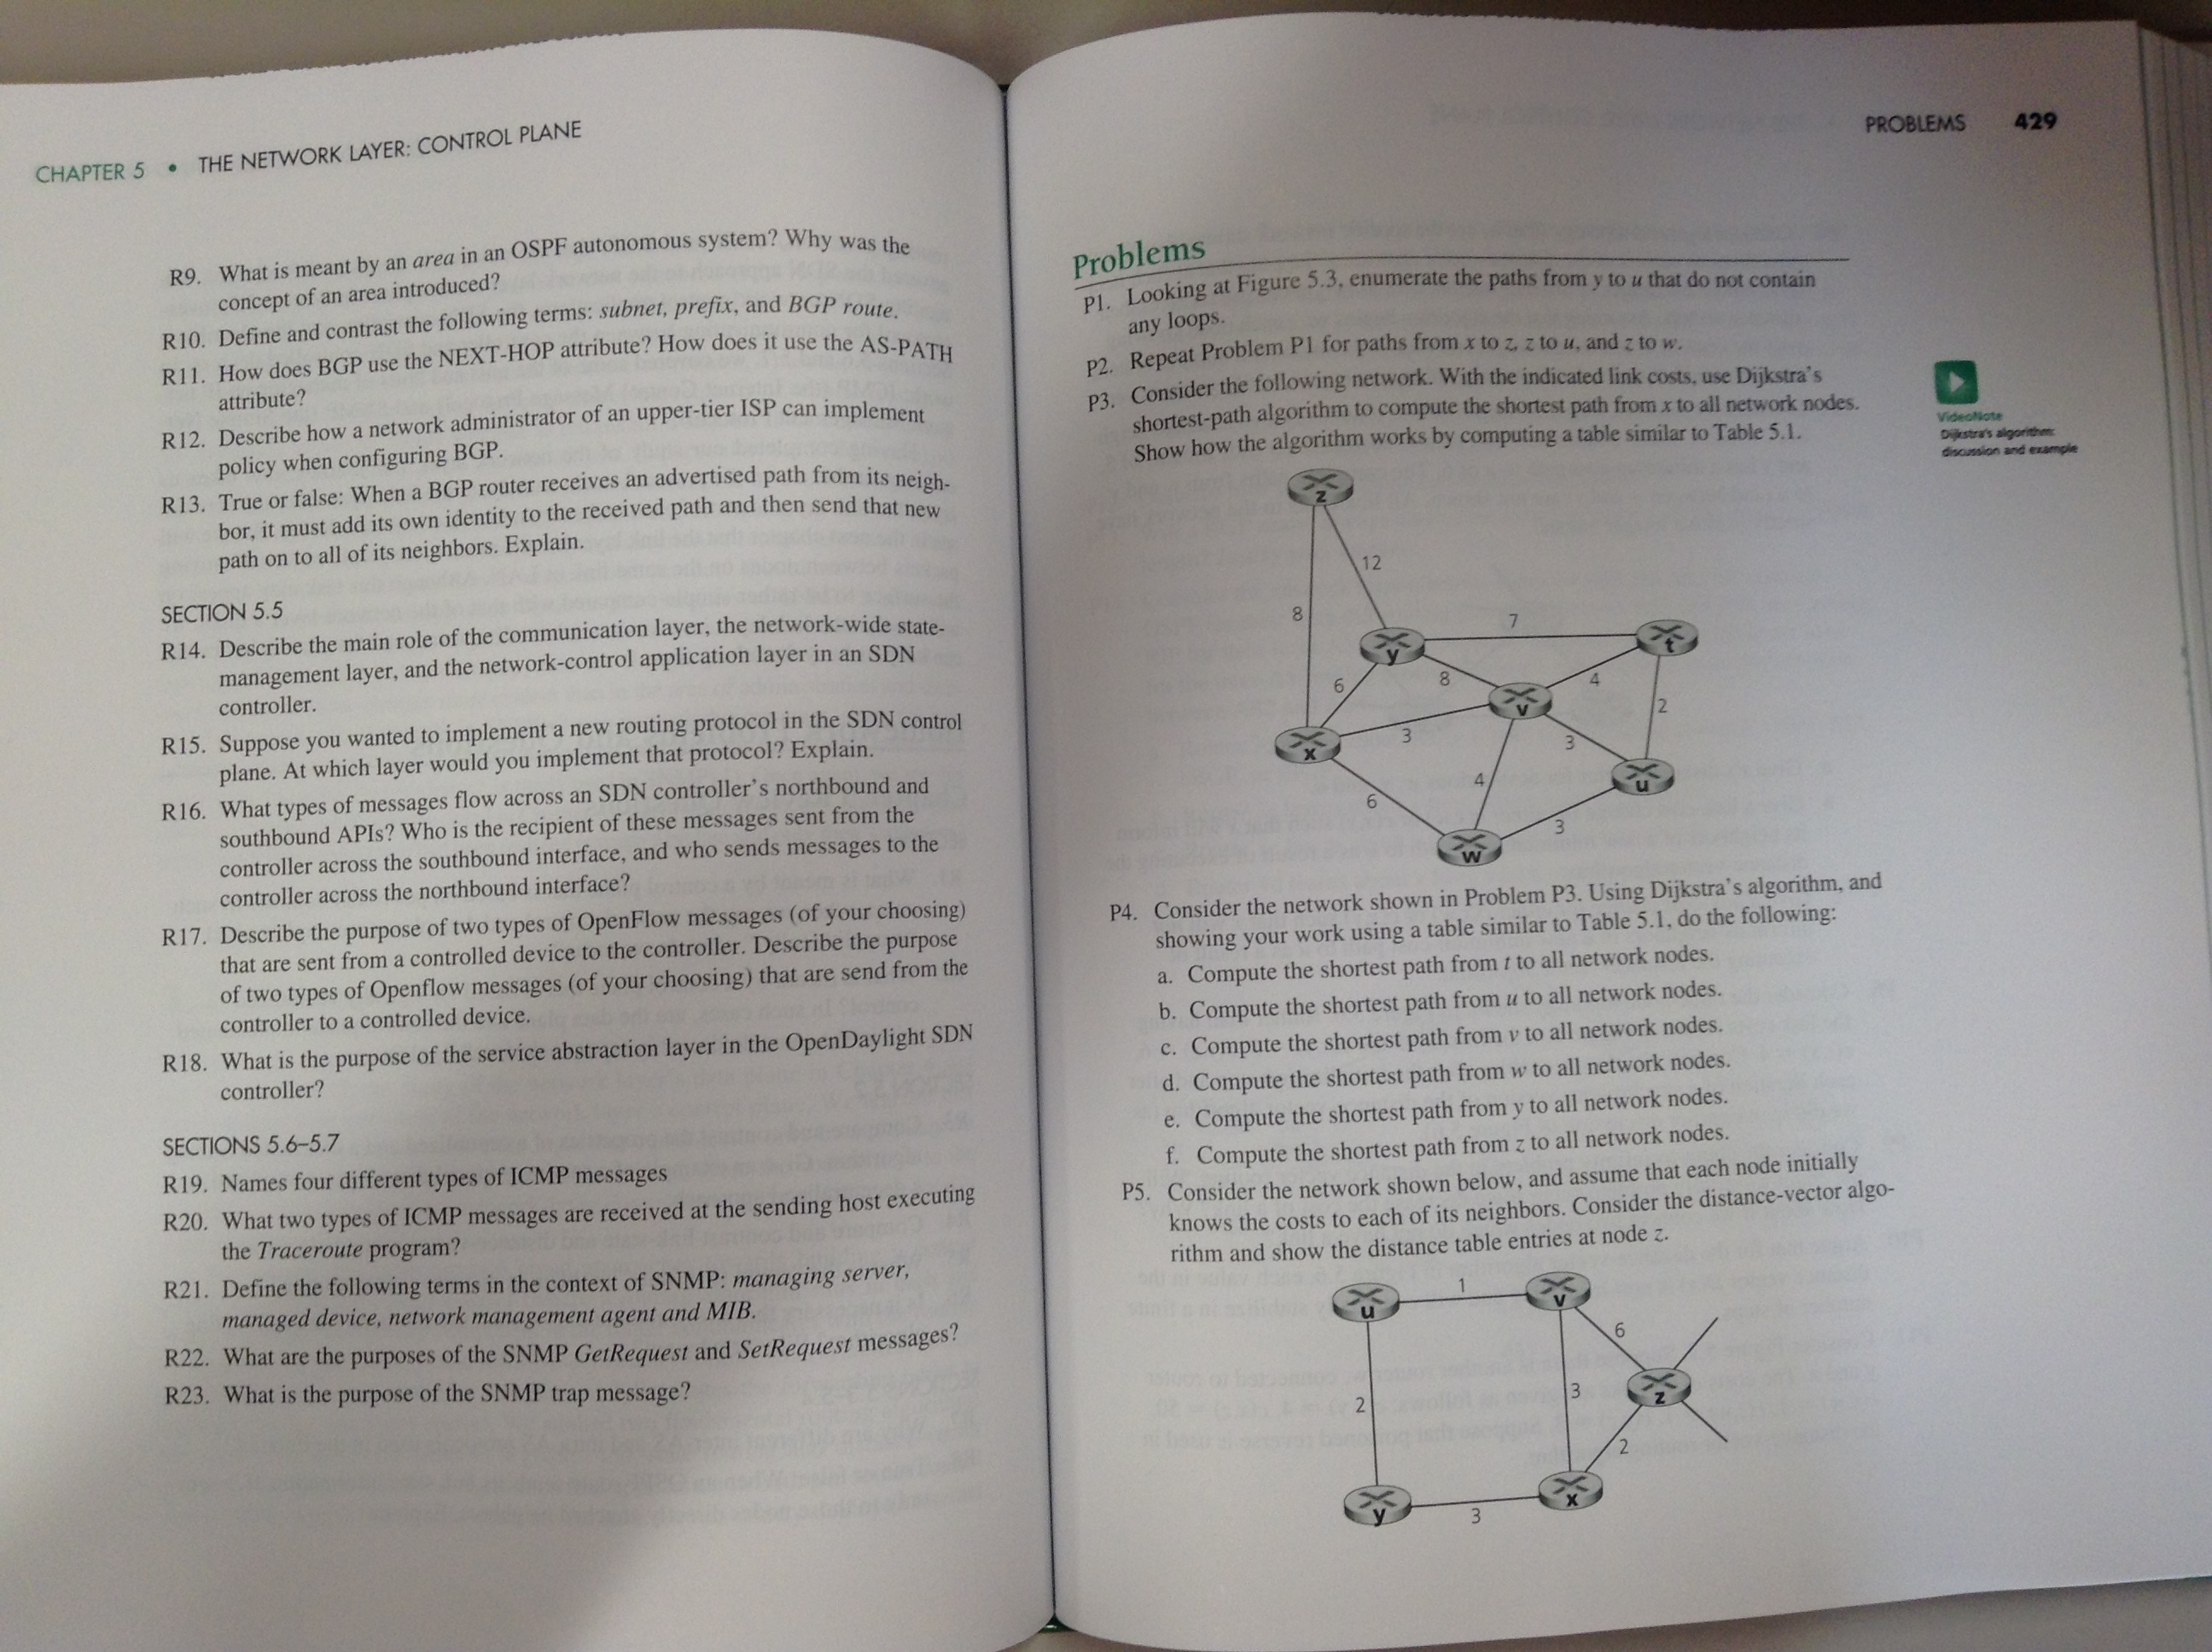 CHAPTER 5 • THE NETWORK LAYER: CONTROL PLANE
R9. What is meant by an area in an OSPF autonomous system? Why was the
concept of an area introduced?
R10. Define and contrast the following terms: subnet, prefix, and BGP route.
R11. How does BGP use the NEXT-HOP attribute? How does it use the AS-PATH
attribute?
R12. Describe how a network administrator of an upper-tier ISP can implement
policy when configuring BGP.
R13. True or false: When a BGP router receives an advertised path from its neigh-
bor, it must add its own identity to the received path and then send that new
path on to all of its neighbors. Explain.
SECTION 5.5
R14. Describe the main role of the communication layer, the network-wide state-
management layer, and the network-control application layer in an SDN
controller.
R15. Suppose you wanted to implement a new routing protocol in the SDN control
plane. At which layer would you implement that protocol? Explain.
R16. What types of messages flow across an SDN controller's northbound and
southbound APIs? Who is the recipient of these messages sent from the
controller across the southbound interface, and who sends messages to the
controller across the northbound interface?
R17. Describe the purpose of two types of OpenFlow messages (of your choosing)
that are sent from a controlled device to the controller. Describe the purpose
of two types of Openflow messages (of your choosing) that are send from the
controller to a controlled device.
R18. What is the purpose of the service abstraction layer in the OpenDaylight SDN
controller?
SECTIONS 5.6–5.7
R19. Names four different types of ICMP messages
R20. What two types of ICMP messages are received at the sending host executing
the Traceroute program?
R21. Define the following terms in the context of SNMP: managing server,
managed device, network management agent and MIB.
R22. What are the purposes of the SNMP GetRequest and SetRequest messages?
R23. What is the purpose of the SNMP trap message?
PROBLEMS 429
Problems
P1. Looking at Figure 5.3, enumerate the paths from y to u that do not contain
any loops.
P2. Repeat Problem P1 for paths from x to z, z to u, and z to w.
P3. Consider the following network. With the indicated link costs, use Dijkstra's
shortest-path algorithm to compute the shortest path from x to all network nodes.
Show how the algorithm works by computing a table similar to Table 5.1.
VideoNote
Dijkstra's algorithm:
discussion and example
z
8
12
y
7
t
6
8
4
2
x
3
v
6
4
3
u
w
3
P4. Consider the network shown in Problem P3. Using Dijkstra's algorithm, and
showing your work using a table similar to Table 5.1, do the following:
a. Compute the shortest path from t to all network nodes.
b. Compute the shortest path from u to all network nodes.
c. Compute the shortest path from v to all network nodes.
d. Compute the shortest path from w to all network nodes.
e. Compute the shortest path from y to all network nodes.
f. Compute the shortest path from z to all network nodes.
P5. Consider the network shown below, and assume that each node initially
knows the costs to each of its neighbors. Consider the distance-vector algo-
rithm and show the distance table entries at node z.
u
1
v
6
2
3
z
2
y
3
x